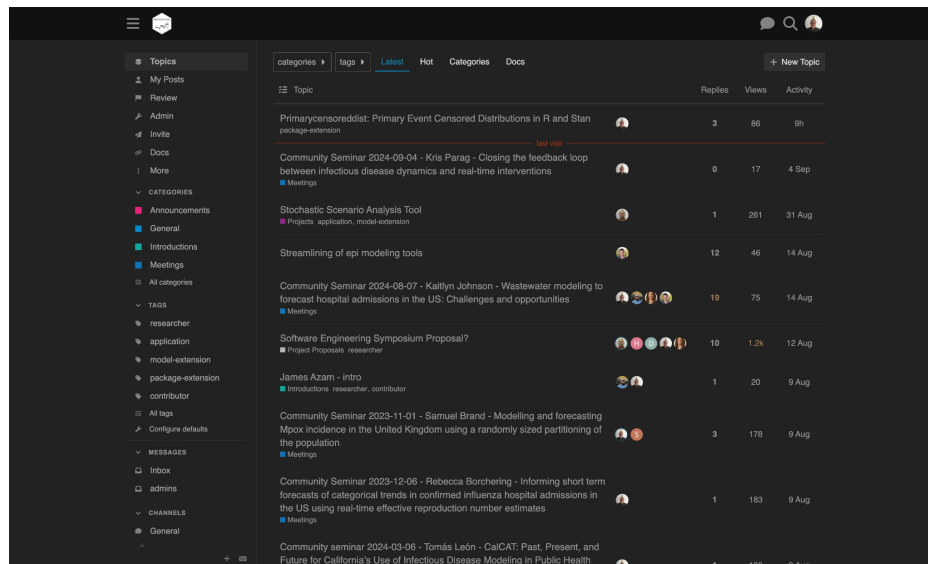 Topics
My Posts
Review
Admin
Invite
Docs
More
CATEGORIES
Announcements
General
Introductions
Meetings
All categories
TAGS
researcher
application
model-extension
package-extension
contributor
All tags
Configure defaults
MESSAGES
Inbox
admins
CHANNELS
General
categories tags Latest Hot Categories Docs + New Topic
Topic Replies Views Activity
Primarycensoreddist: Primary Event Censored Distributions in R and Stan 3 86 9h
package-extension
last visit
Community Seminar 2024-09-04 - Kris Parag - Closing the feedback loop
between infectious disease dynamics and real-time interventions 0 17 4 Sep
Meetings
Stochastic Scenario Analysis Tool 1 261 31 Aug
Projects application, model-extension
Streamlining of epi modeling tools 12 46 14 Aug
Community Seminar 2024-08-07 - Kaitlyn Johnson - Wastewater modeling to
forecast hospital admissions in the US: Challenges and opportunities 19 75 14 Aug
Meetings
Software Engineering Symposium Proposal? H D 10 1.2k 12 Aug
Project Proposals researcher
James Azam - intro 1 20 9 Aug
Introductions researcher, contributor
Community Seminar 2023-11-01 - Samuel Brand - Modelling and forecasting
Mpox incidence in the United Kingdom using a randomly sized partitioning of
the population S 3 178 9 Aug
Meetings
Community Seminar 2023-12-06 - Rebecca Borchering - Informing short term
forecasts of categorical trends in confirmed influenza hospital admissions in
the US using real-time effective reproduction number estimates 1 183 9 Aug
Meetings
Community seminar 2024-03-06 - Tomás León - CalCAT: Past, Present, and
Future for California's Use of Infectious Disease Modeling in Public Health